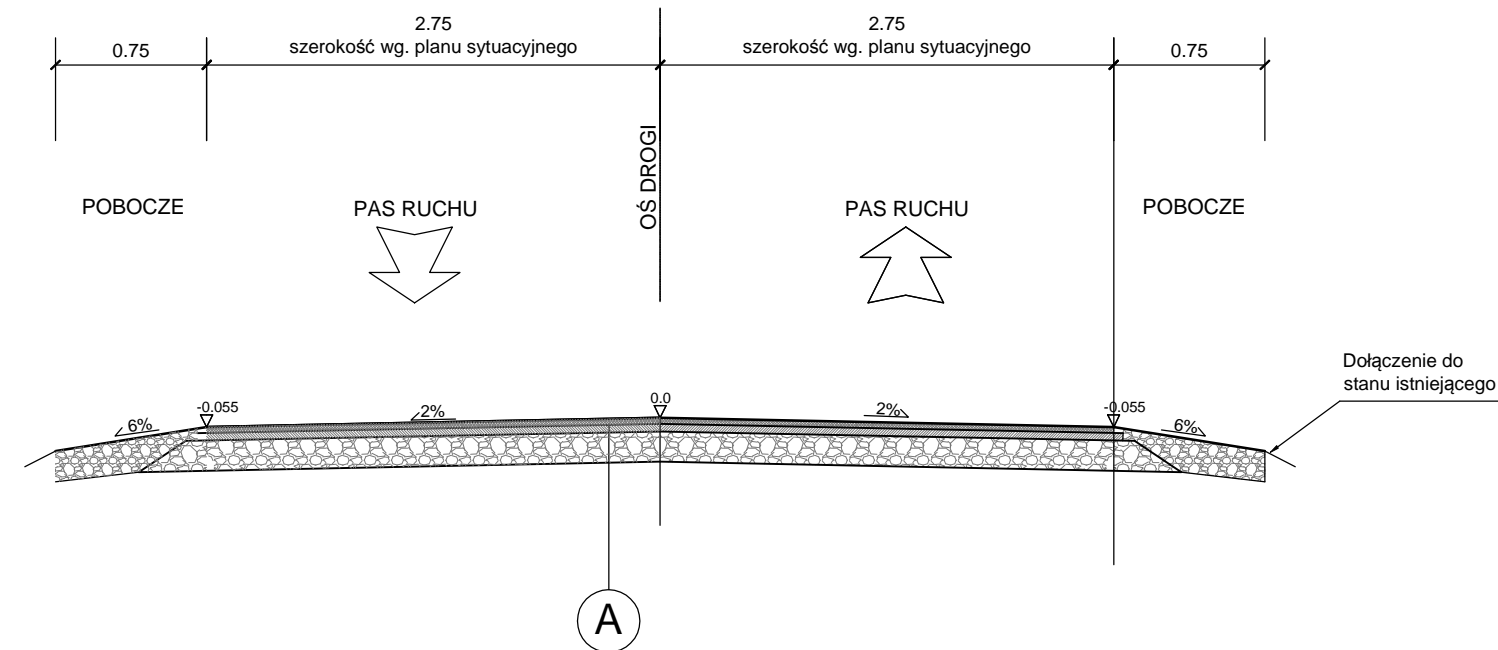 2.75
szerokość wg. planu sytuacyjnego
2.75
szerokość wg. planu sytuacyjnego
0.75
0.75
OŚ DROGI
POBOCZE
PAS RUCHU
PAS RUCHU
POBOCZE
Dołączenie do
stanu istniejącego
6%
-0.055
2%
0.0
2%
-0.055
6%
A